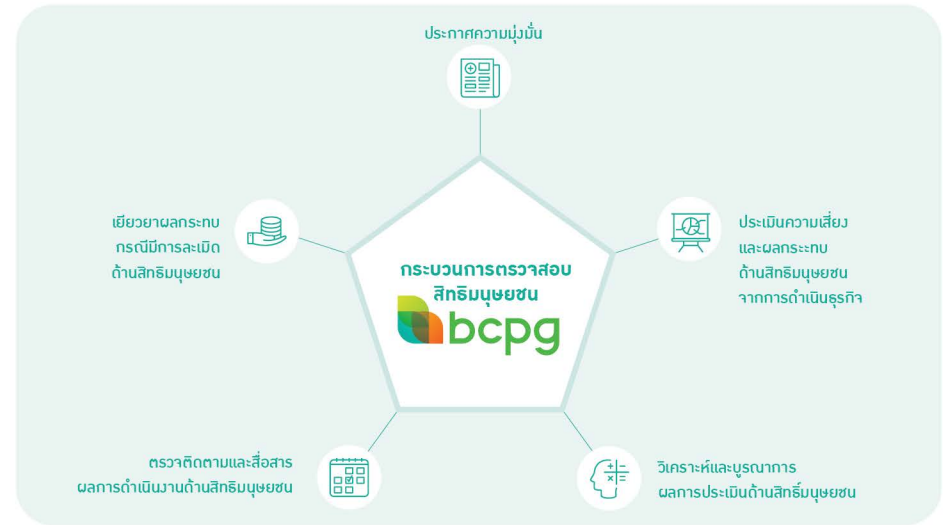 ประกาศความมุ่งมั่น
เยียวยาผลกระทบ
กรณีมีการละเมิด
ด้านสิทธิมนุษยชน
ประเมินความเสี่ยง
และผลกระะทบ
ด้านสิทธิมนุษยชน
จากการดำเนินธุรกิจ
กระบวนการตรวจสอบ
สิทธิมนุษยชน
bcpg
ตรวจติดตามและสื่อสาร
ผลการดำเนินงานด้านสิทธิมนุษยชน
วิเคราะห์และบูรณาการ
ผลการประเมินด้านสิทธิ์มนุษยชน